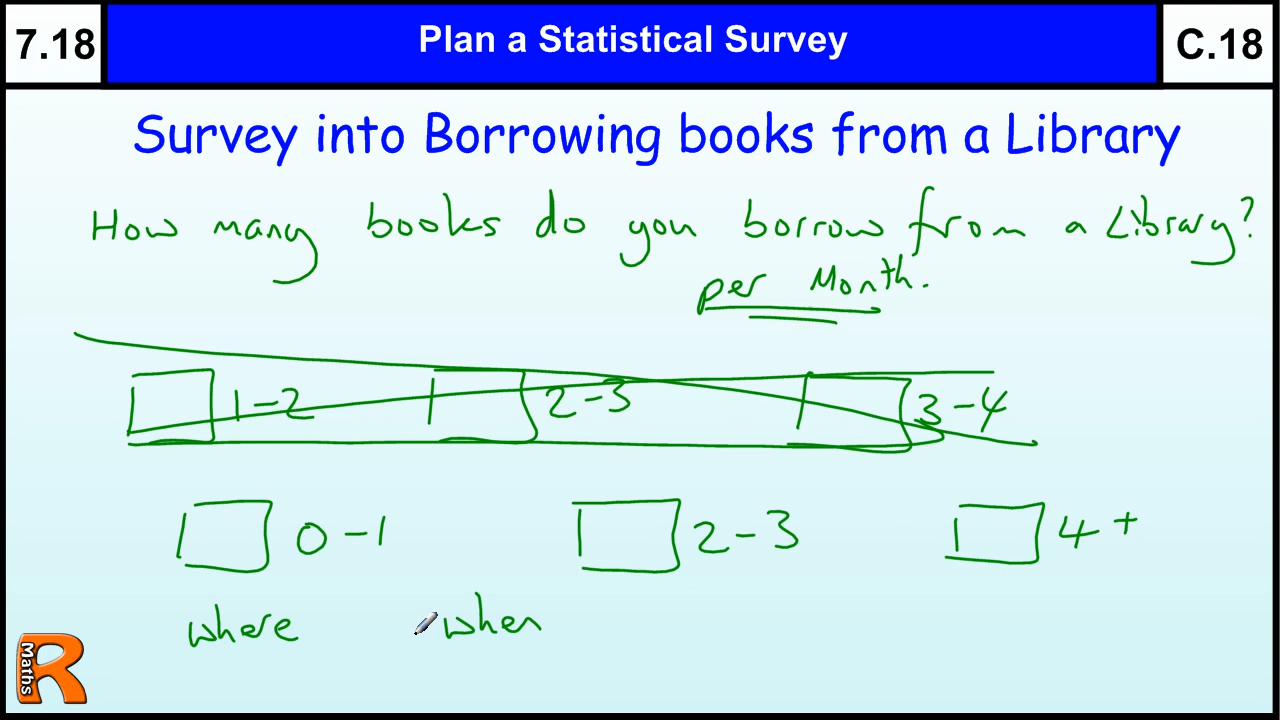 7.18 Plan a Statistical Survey C.18
Survey into Borrowing books from a Library
How many books do you borrow from a Library?
per Month.
1-2 2-3 3-4
0-1 2-3 4+
where when
R Maths